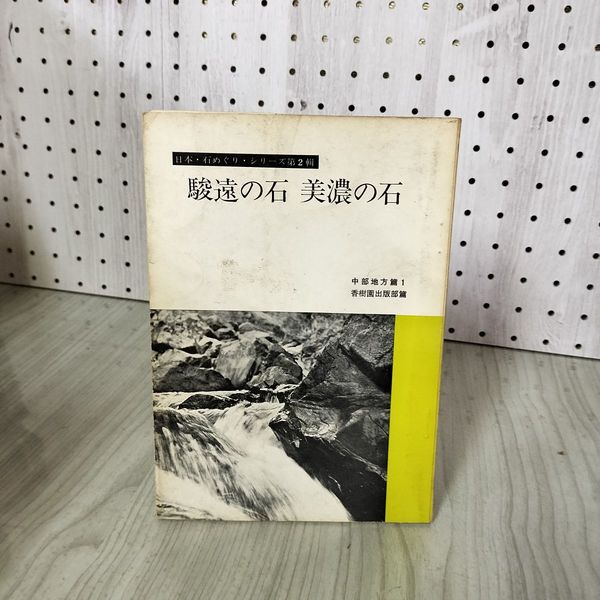 日本・石めぐり・シリーズ第2輯
駿遠の石 美濃の石
中部地方篇1
香樹園出版部篇